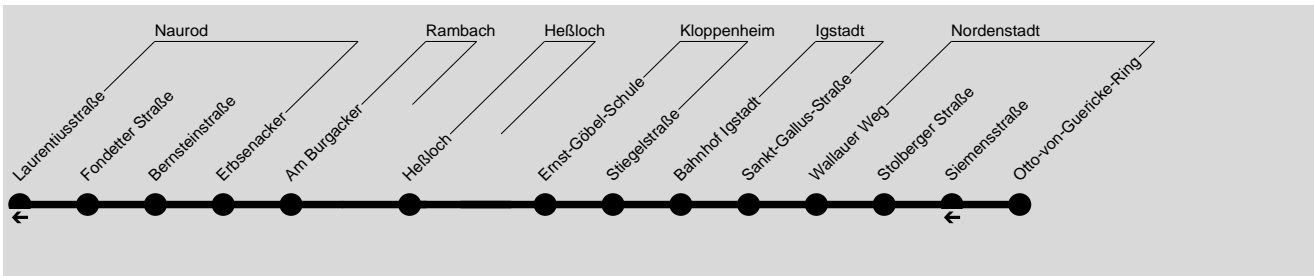 Naurod
Rambach
Heßloch
Kloppenheim
Igstadt
Nordenstadt
Laurentiusstraße
Fondetter Straße
Bernsteinstraße
Erbsenacker
Am Burgacker
Heßloch
Ernst-Göbel-Schule
Stiegelstraße
Bahnhof Igstadt
Sankt-Gallus-Straße
Wallauer Weg
Stolberger Straße
Siemensstraße
Otto-von-Guericke-Ring